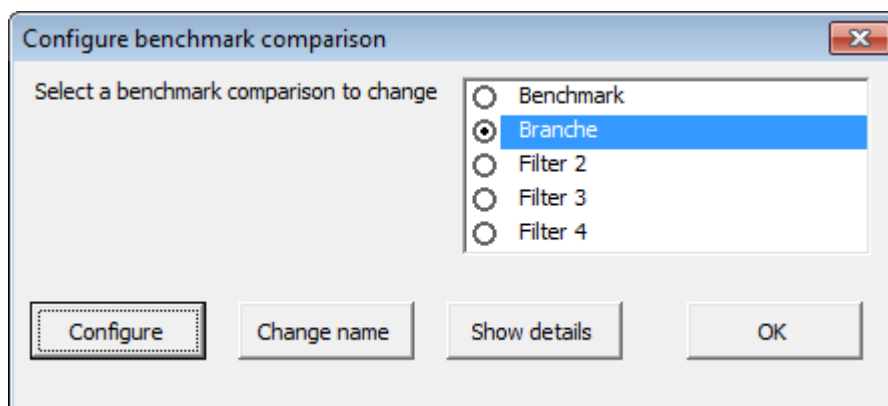 Configure benchmark comparison
Select a benchmark comparison to change
Benchmark
Branche
Filter 2
Filter 3
Filter 4
Configure
Change name
Show details
OK